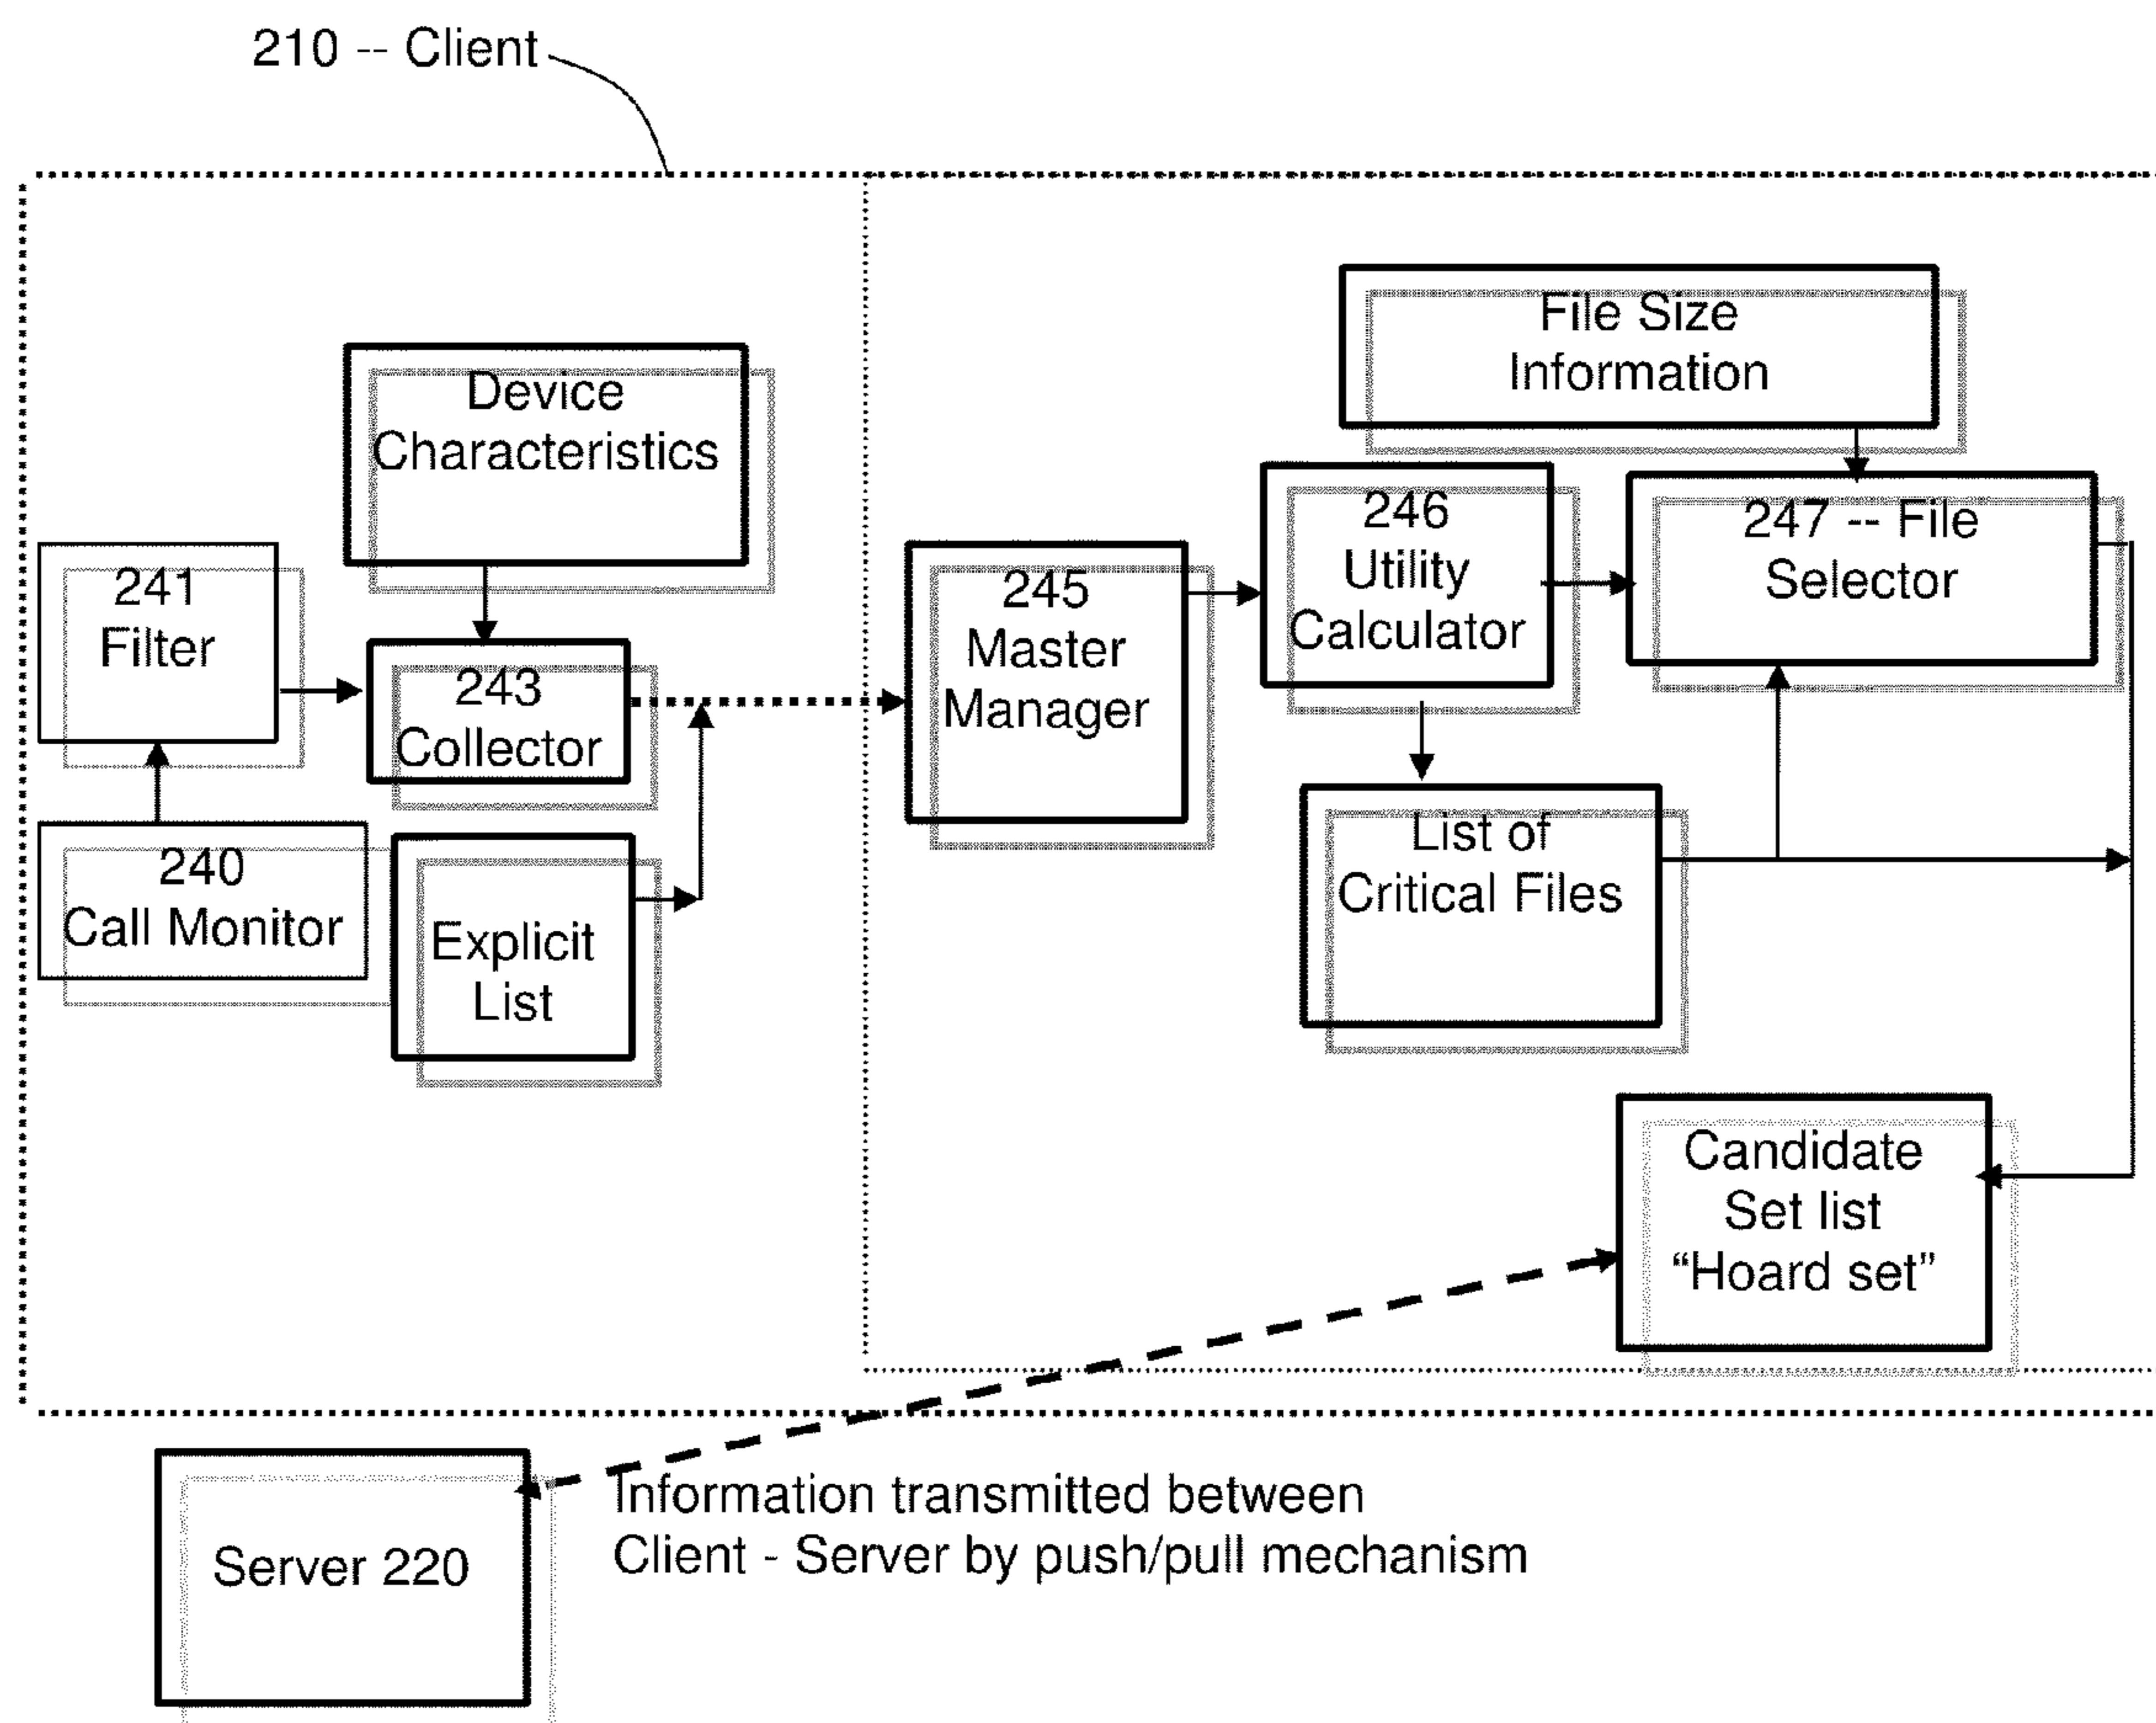 210 -- Client
File Size
Information
Device
Characteristics
246
Utility
Calculator
247 -- File
Selector
241
Filter
245
Master
Manager
243
Collector
List of
Critical Files
240
Call Monitor
Explicit
List
Candidate
Set list
“Hoard set”
Information transmitted between
Client - Server by push/pull mechanism
Server 220